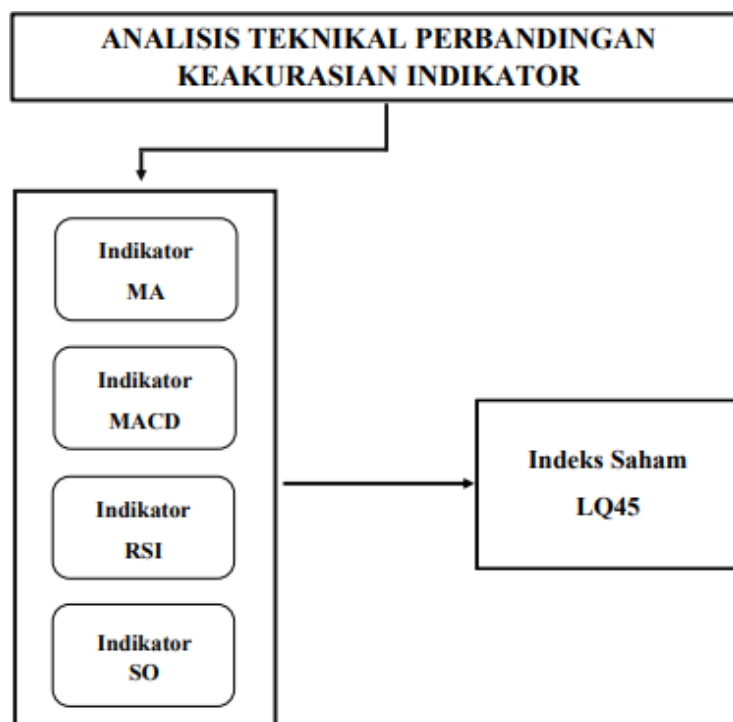 ANALISIS TEKNIKAL PERBANDINGAN
KEAKURASIAN INDIKATOR
Indikator
MA
Indikator
MACD
Indikator
RSI
Indikator
SO
Indeks Saham
LQ45